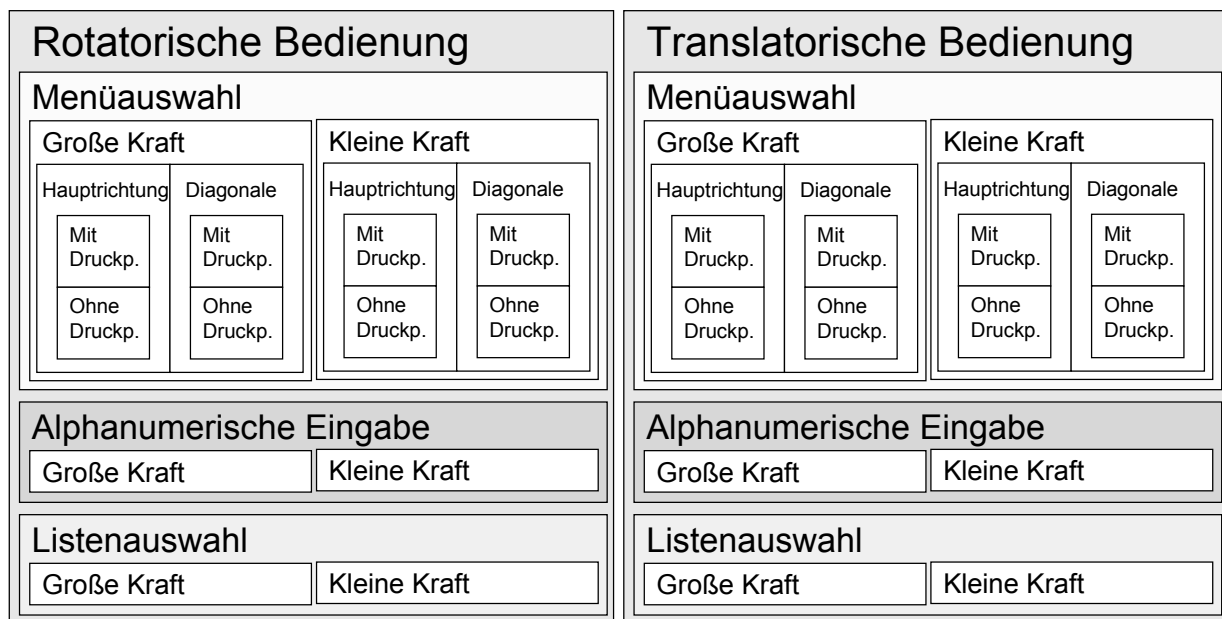 Rotatorische Bedienung
Menüauswahl
Große Kraft
Hauptrichtung
Mit
Druckp.
Ohne
Druckp.
Diagonale
Mit
Druckp.
Ohne
Druckp.
Kleine Kraft
Hauptrichtung
Mit
Druckp.
Ohne
Druckp.
Diagonale
Mit
Druckp.
Ohne
Druckp.
Alphanumerische Eingabe
Große Kraft
Kleine Kraft
Listenauswahl
Große Kraft
Kleine Kraft
Translatorische Bedienung
Menüauswahl
Große Kraft
Hauptrichtung
Mit
Druckp.
Ohne
Druckp.
Diagonale
Mit
Druckp.
Ohne
Druckp.
Kleine Kraft
Hauptrichtung
Mit
Druckp.
Ohne
Druckp.
Diagonale
Mit
Druckp.
Ohne
Druckp.
Alphanumerische Eingabe
Große Kraft
Kleine Kraft
Listenauswahl
Große Kraft
Kleine Kraft